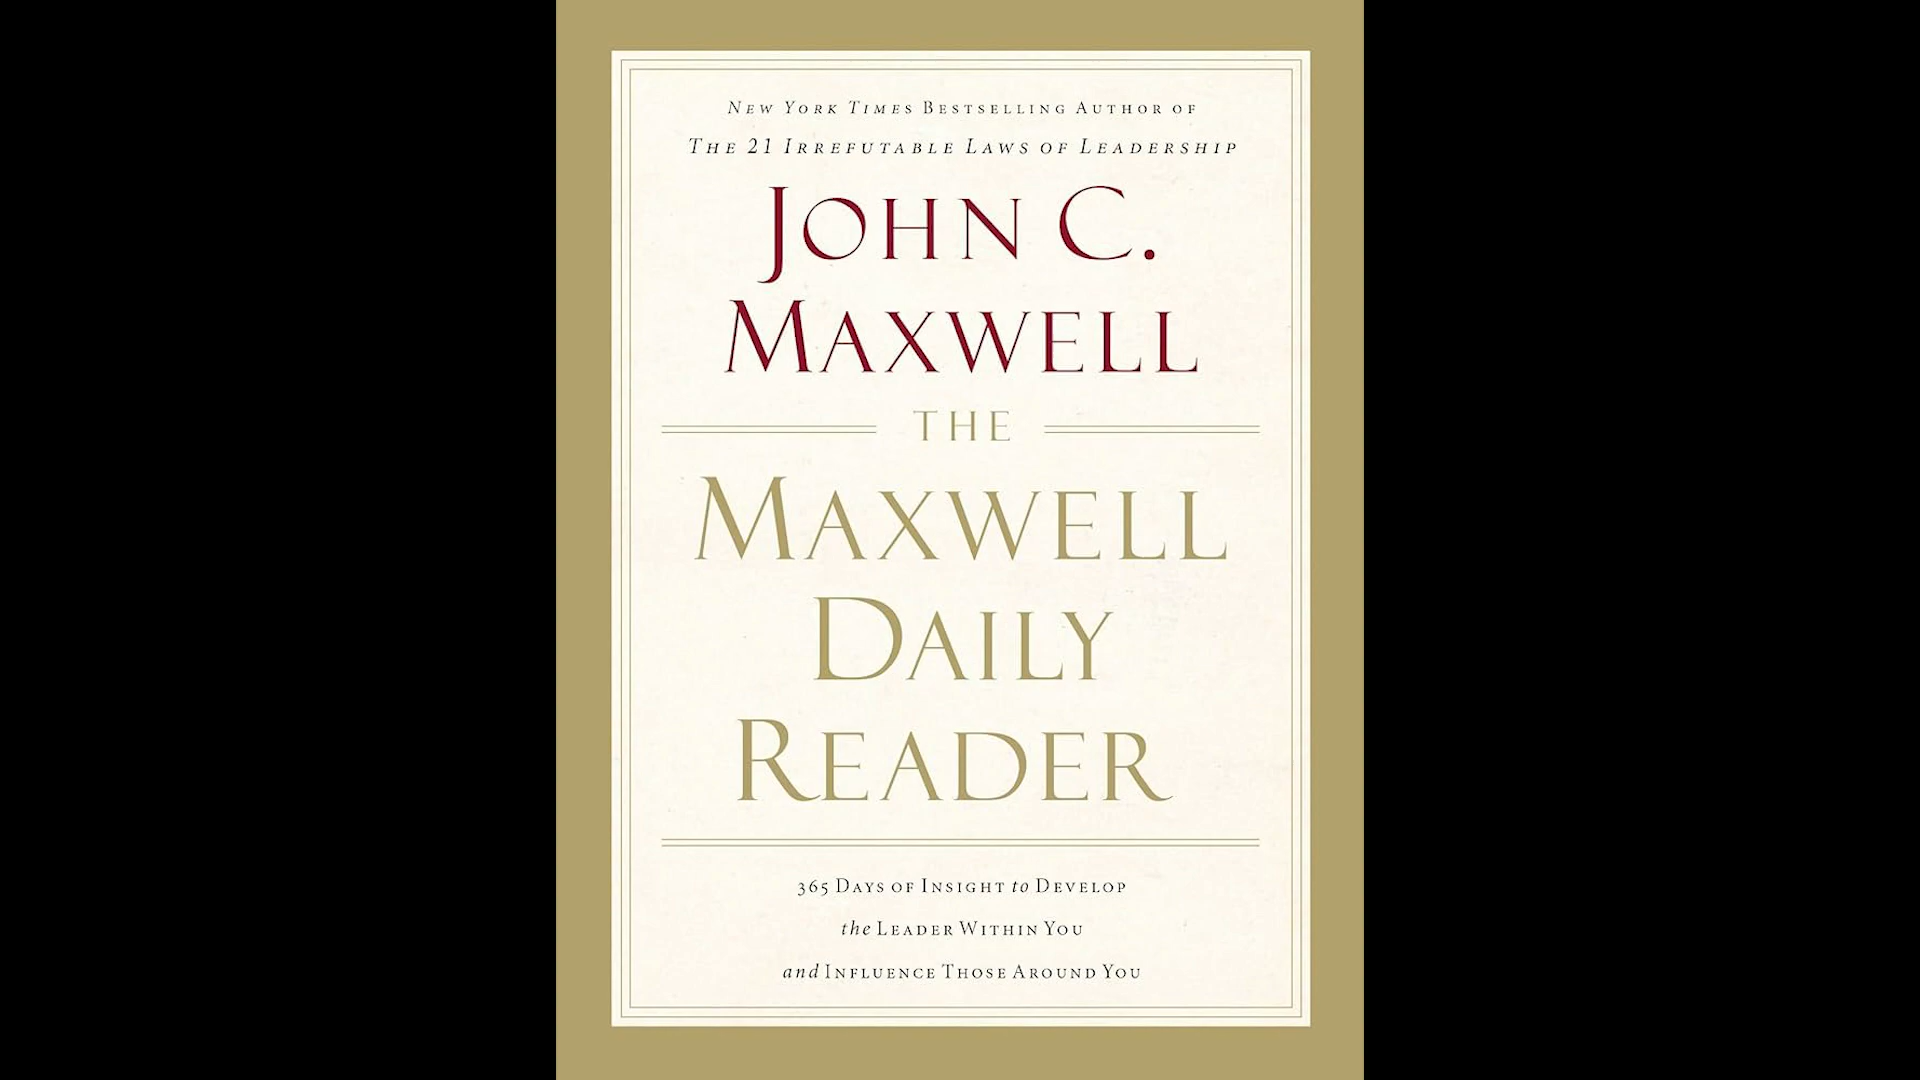 NEW YORK TIMES BESTSELLING AUTHOR OF
THE 21 IRREFUTABLE LAWS OF LEADERSHIP
JOHN C.
MAXWELL
THE
MAXWELL
DAILY
READER
365 DAYS OF INSIGHT to DEVELOP
the LEADER WITHIN YOU
and INFLUENCE THOSE AROUND YOU